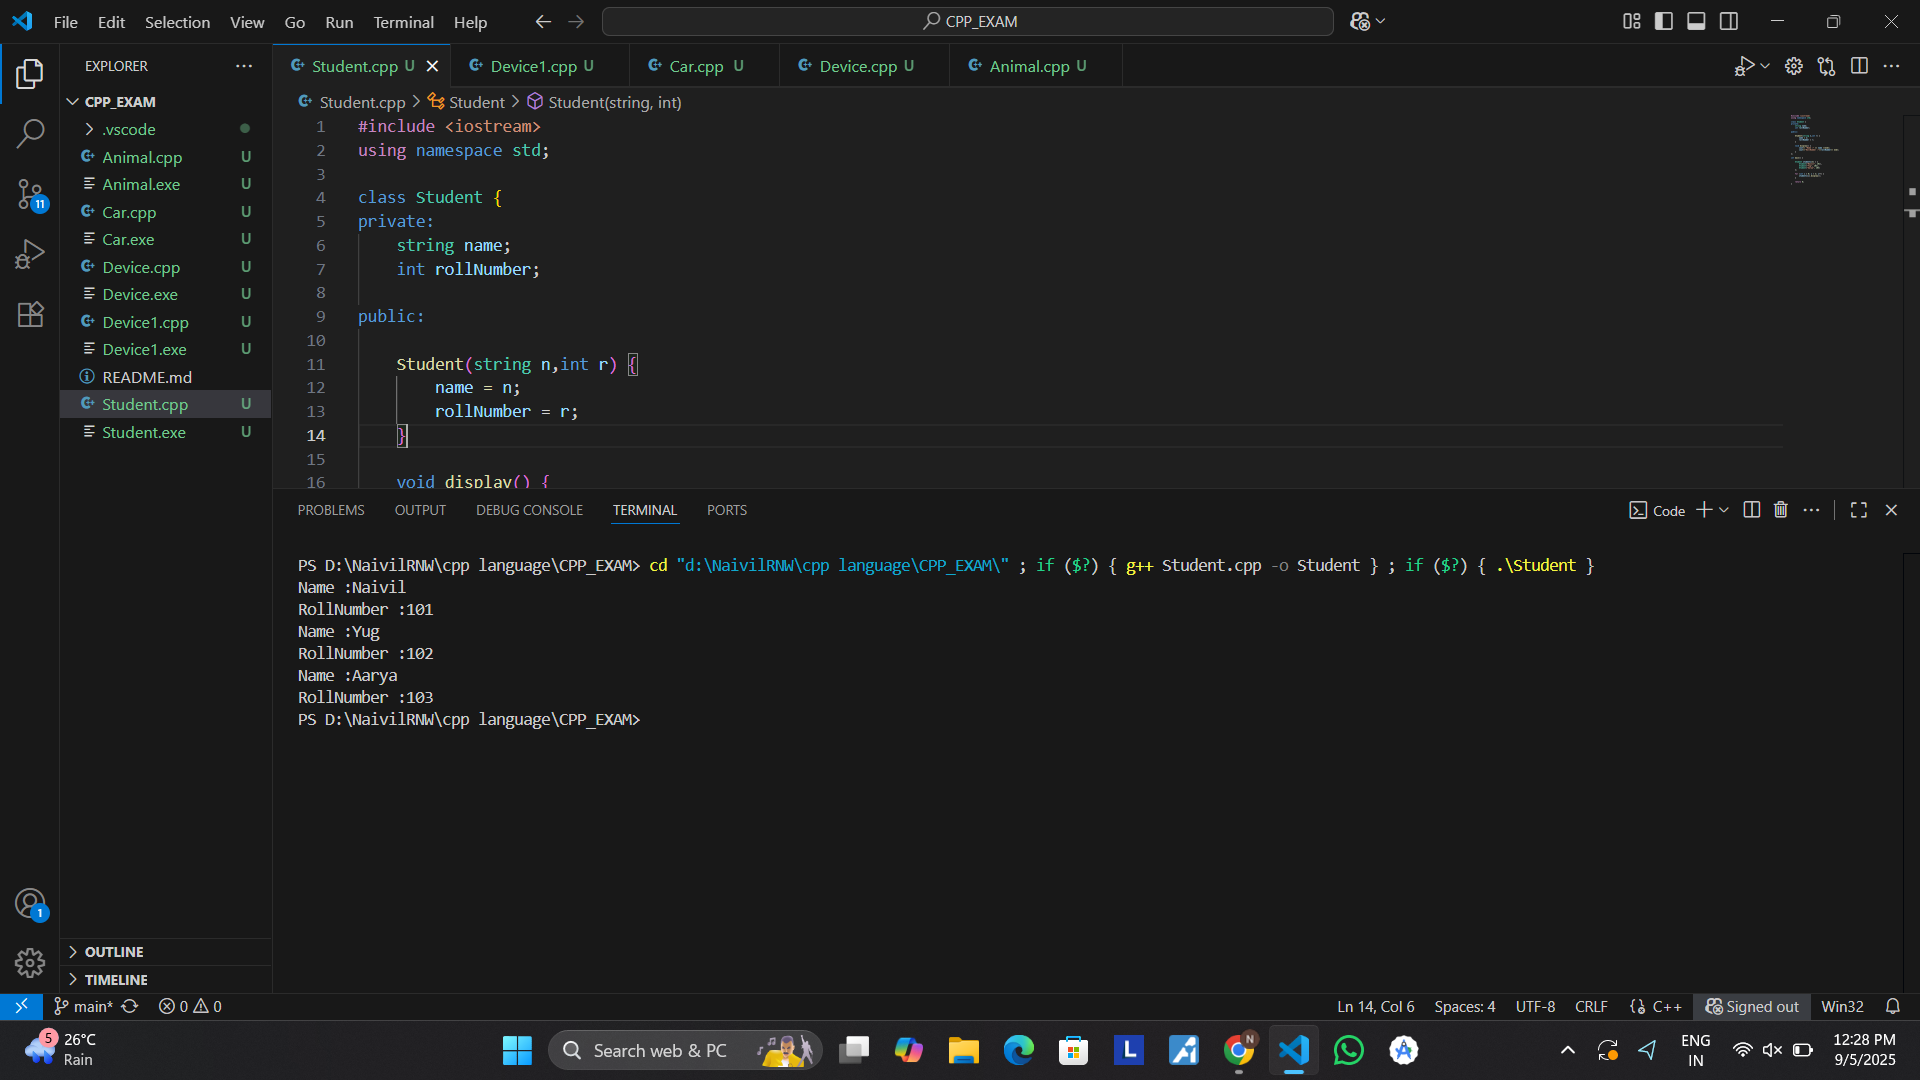 File Edit Selection View Go Run Terminal Help
CPP_EXAM
EXPLORER
CPP_EXAM
.vscode
Animal.cpp U
Animal.exe U
Car.cpp U
Car.exe U
Device.cpp U
Device.exe U
Device1.cpp U
Device1.exe U
README.md
Student.cpp U
Student.exe U
OUTLINE
TIMELINE
11
1
Student.cpp U Device1.cpp U Car.cpp U Device.cpp U Animal.cpp U
Student.cpp > Student > Student(string, int)
1 #include <iostream>
2 using namespace std;
3
4 class Student {
5 private:
6 string name;
7 int rollNumber;
8
9 public:
10
11 Student(string n,int r) {
12 name = n;
13 rollNumber = r;
14 }
15
16 void display() {
PROBLEMS OUTPUT DEBUG CONSOLE TERMINAL PORTS
Code
PS D:\NaivilRNW\cpp language\CPP_EXAM> cd "d:\NaivilRNW\cpp language\CPP_EXAM\" ; if ($?) { g++ Student.cpp -o Student } ; if ($?) { .\Student }
Name :Naivil
RollNumber :101
Name :Yug
RollNumber :102
Name :Aarya
RollNumber :103
PS D:\NaivilRNW\cpp language\CPP_EXAM>
main* 0 0 Ln 14, Col 6 Spaces: 4 UTF-8 CRLF {} C++ Signed out Win32
5
26°C
Rain
Search web & PC
L
N
ENG
IN
12:28 PM
9/5/2025